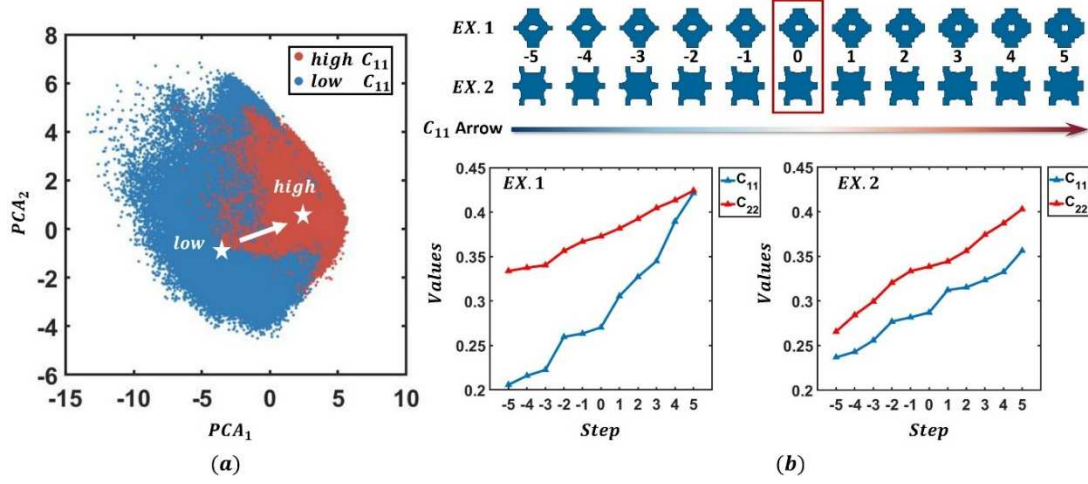 8
6
4
2
0
-2
-4
-6
PCA₂
high C₁₁
low C₁₁
high
low
-15 -10 -5 0 5 10
PCA₁
(a)
EX.1
-5 -4 -3 -2 -1 0 1 2 3 4 5
EX.2
C₁₁ Arrow
0.45
0.4
0.35
0.3
0.25
0.2
Values
EX.1
C₁₁
C₂₂
-5 -4 -3 -2 -1 0 1 2 3 4 5
Step
0.45
0.4
0.35
0.3
0.25
0.2
Values
EX.2
C₁₁
C₂₂
-5 -4 -3 -2 -1 0 1 2 3 4 5
Step
(b)